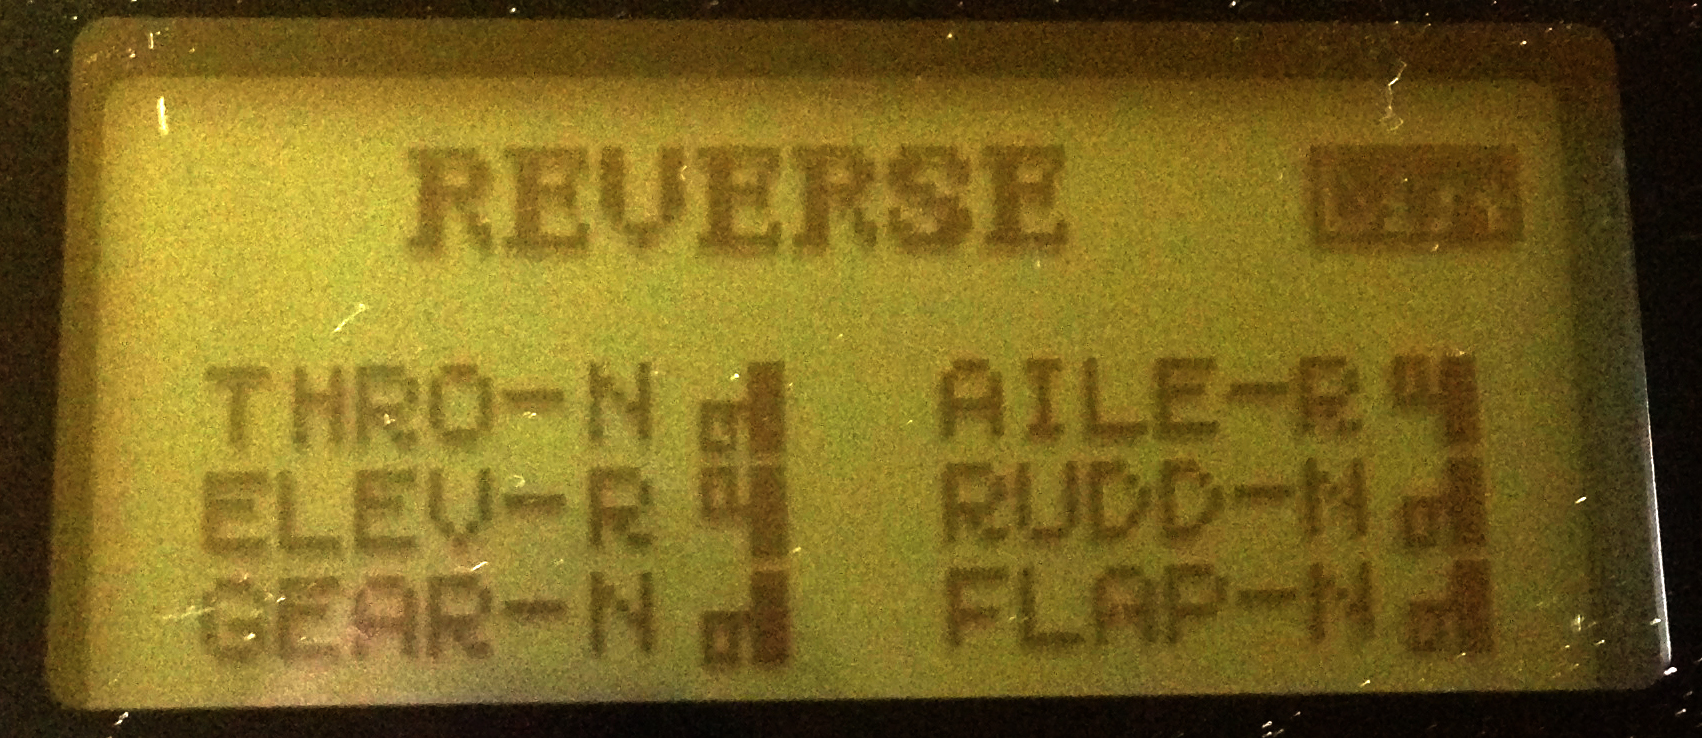 REVERSE
THRO-N AILE-R
ELEV-R RUDD-N
GEAR-N FLAP-N